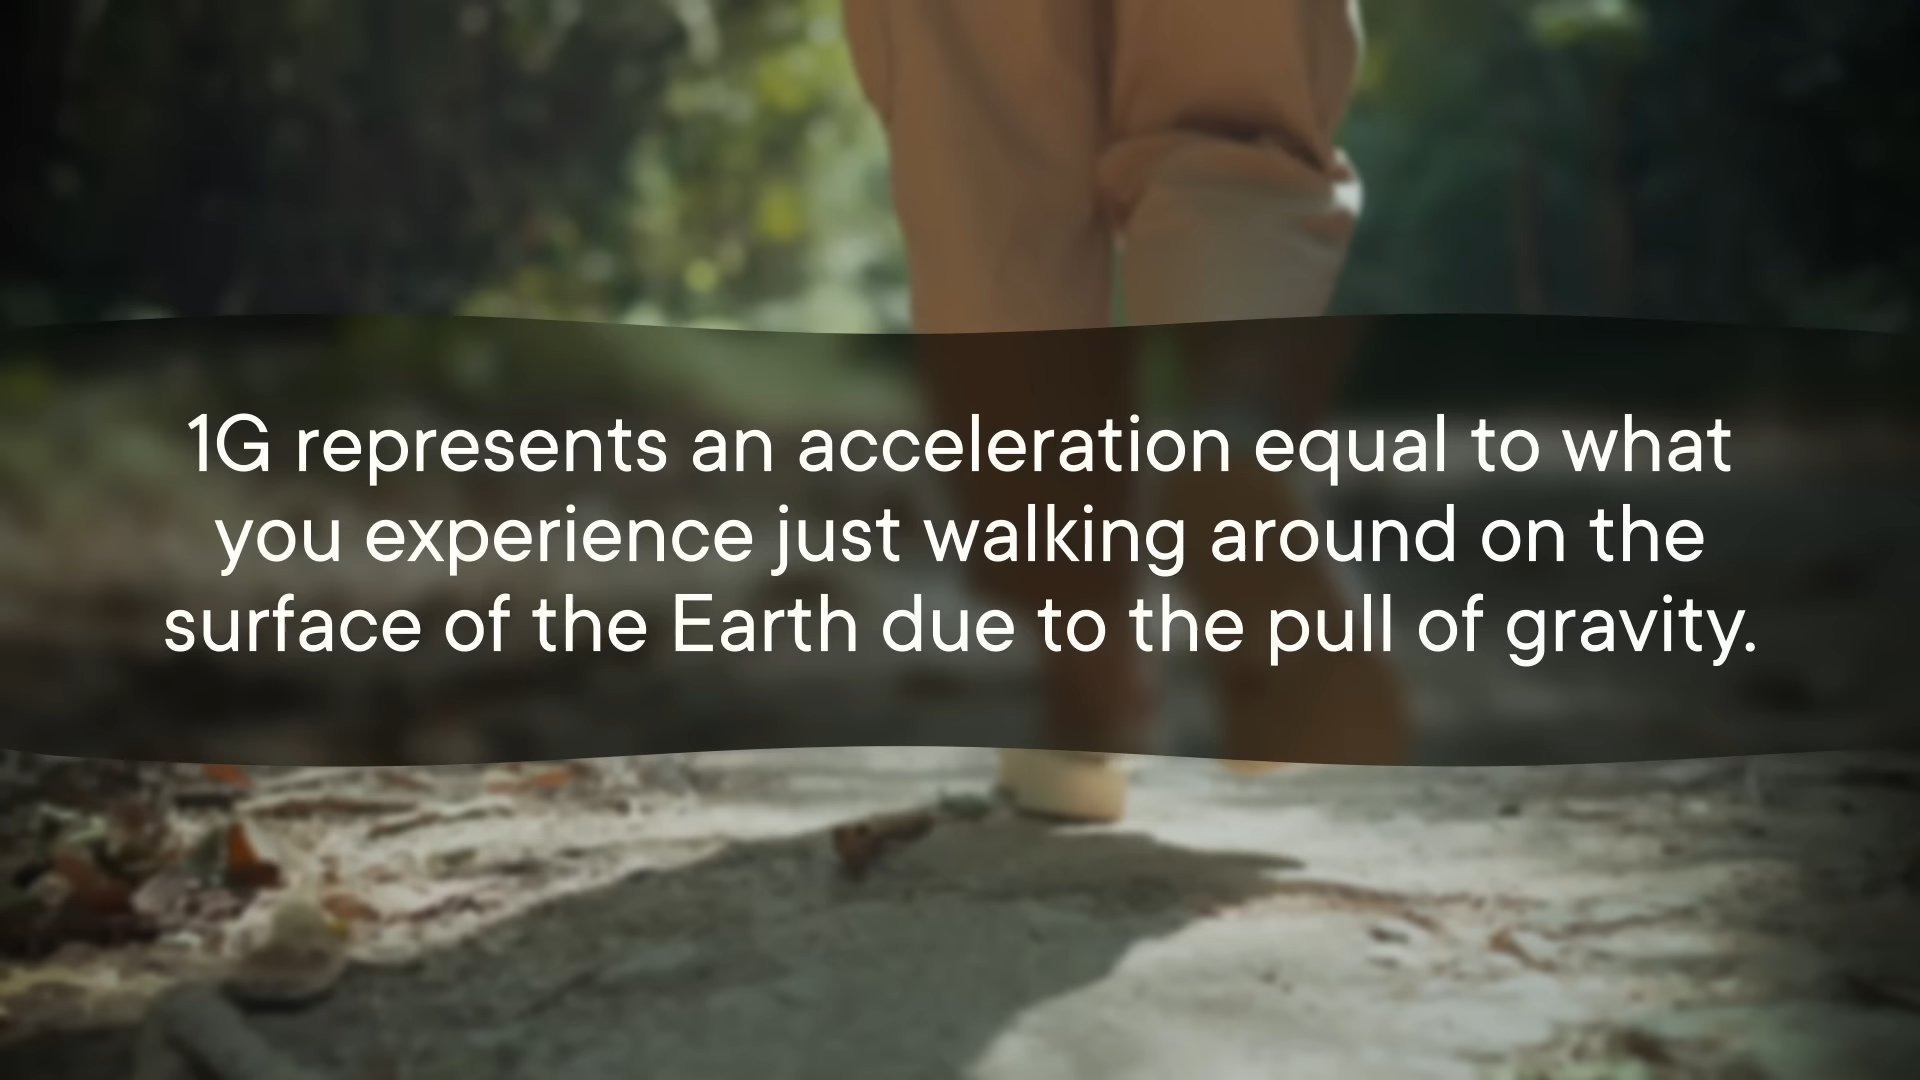 1G represents an acceleration equal to what
you experience just walking around on the
surface of the Earth due to the pull of gravity.